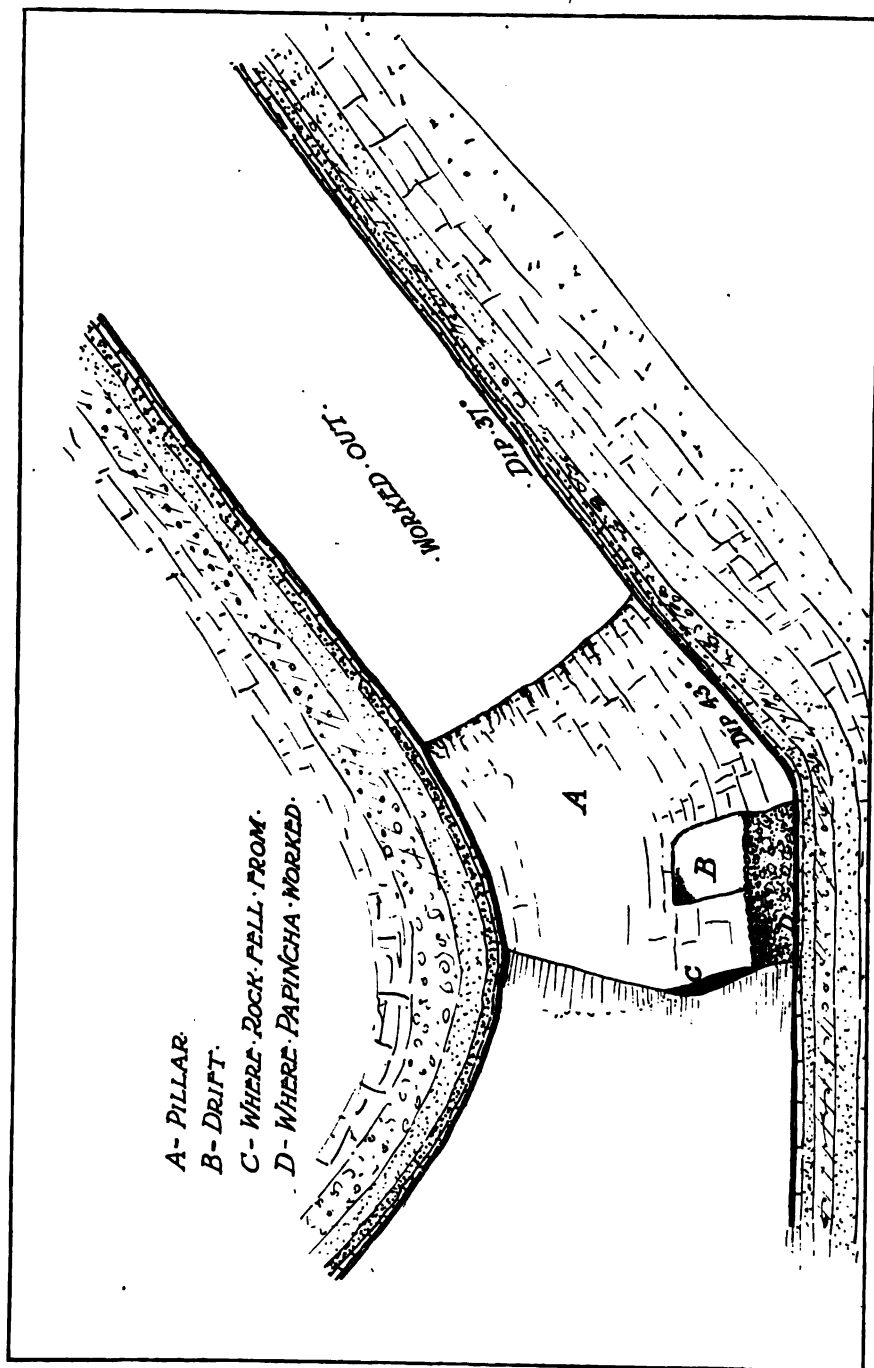 A - PILLAR.
B - DRIFT.
C - WHERE·ROCK·FELL·FROM·
D - WHERE·PAPINCHA·WORKED·
·WORKED·OUT·
·DIP·37°
DIP 43°
A
B
C
D